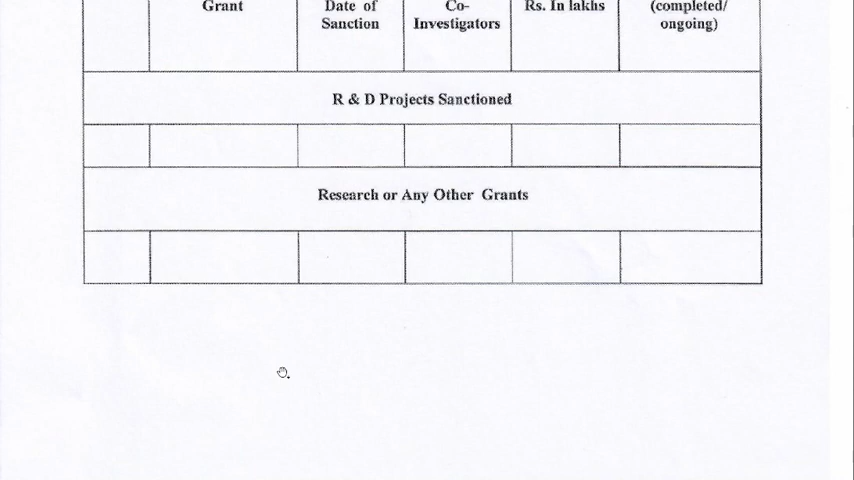 Grant
Date of
Sanction
Co-
Investigators
Rs. In lakhs
(completed/
ongoing)
R & D Projects Sanctioned
Research or Any Other Grants